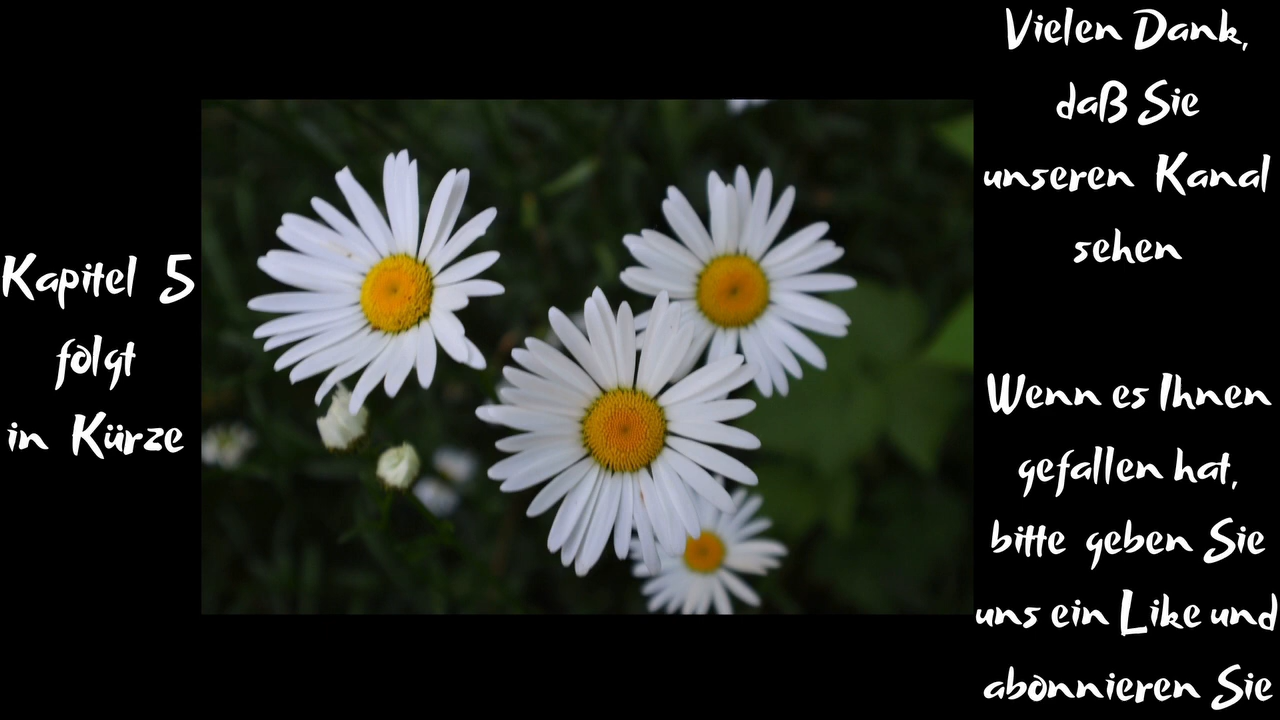 Kapitel 5
folgt
in Kürze
Vielen Dank,
daß Sie
unseren Kanal
sehen
Wenn es Ihnen
gefallen hat,
bitte geben Sie
uns ein Like und
abonnieren Sie